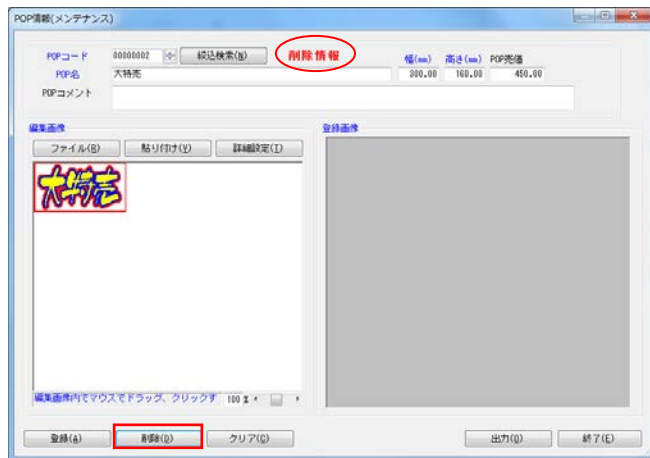 POP情報(メンテナンス)
POPコード 00000002 絞込検索(N) 削除情報 幅(mm) 高さ(mm) POP売価
POP名 大特売 300.00 160.00 450.00
POPコメント
編集画像 登録画像
ファイル(B) 貼り付け(Y) 詳細設定(I)
大特売
編集画像内でマウスでドラッグ、クリックす 100 %
登録(A) 削除(D) クリア(C) 出力(O) 終了(E)